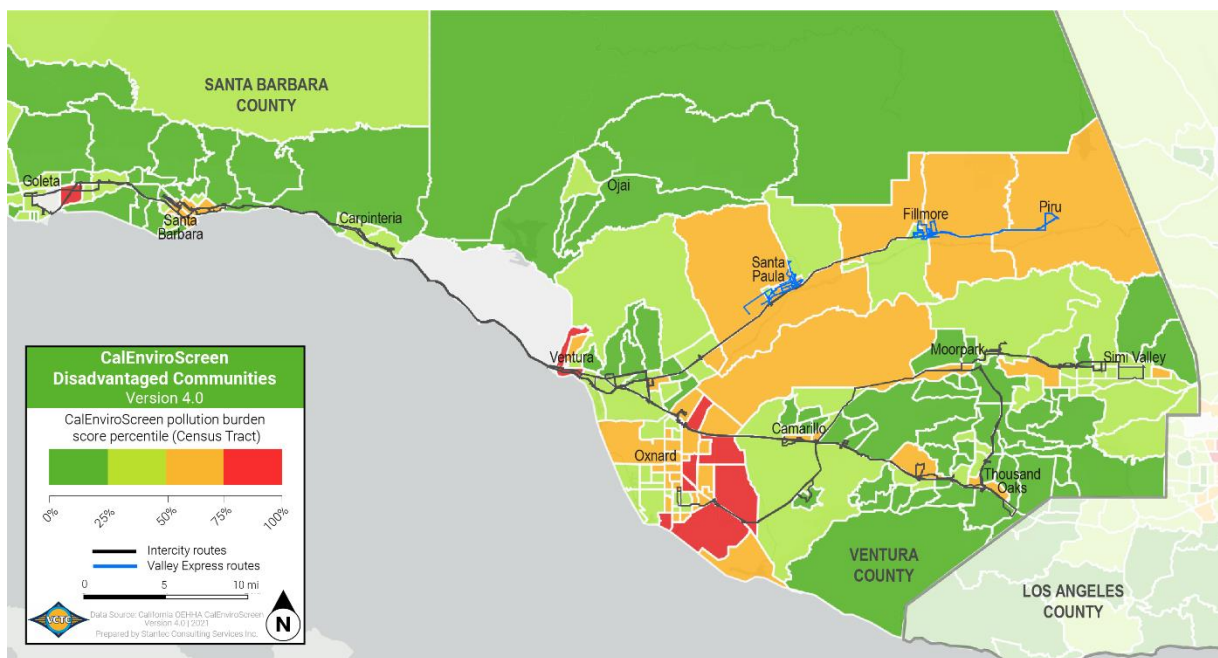 SANTA BARBARA
COUNTY
Goleta
Santa
Barbara
Carpinteria
Ojai
Fillmore
Piru
Santa
Paula
Ventura
Moorpark
Simi Valley
Camarillo
Oxnard
Thousand
Oaks
VENTURA
COUNTY
LOS ANGELES
COUNTY
CalEnviroScreen
Disadvantaged Communities
Version 4.0
CalEnviroScreen pollution burden
score percentile (Census Tract)
0% 25% 50% 75% 100%
Intercity routes
Valley Express routes
0 5 10 mi
VCTC
Data Source: California OEHHA CalEnviroScreen
Version 4.0 | 2021
Prepared by Stantec Consulting Services Inc.
N